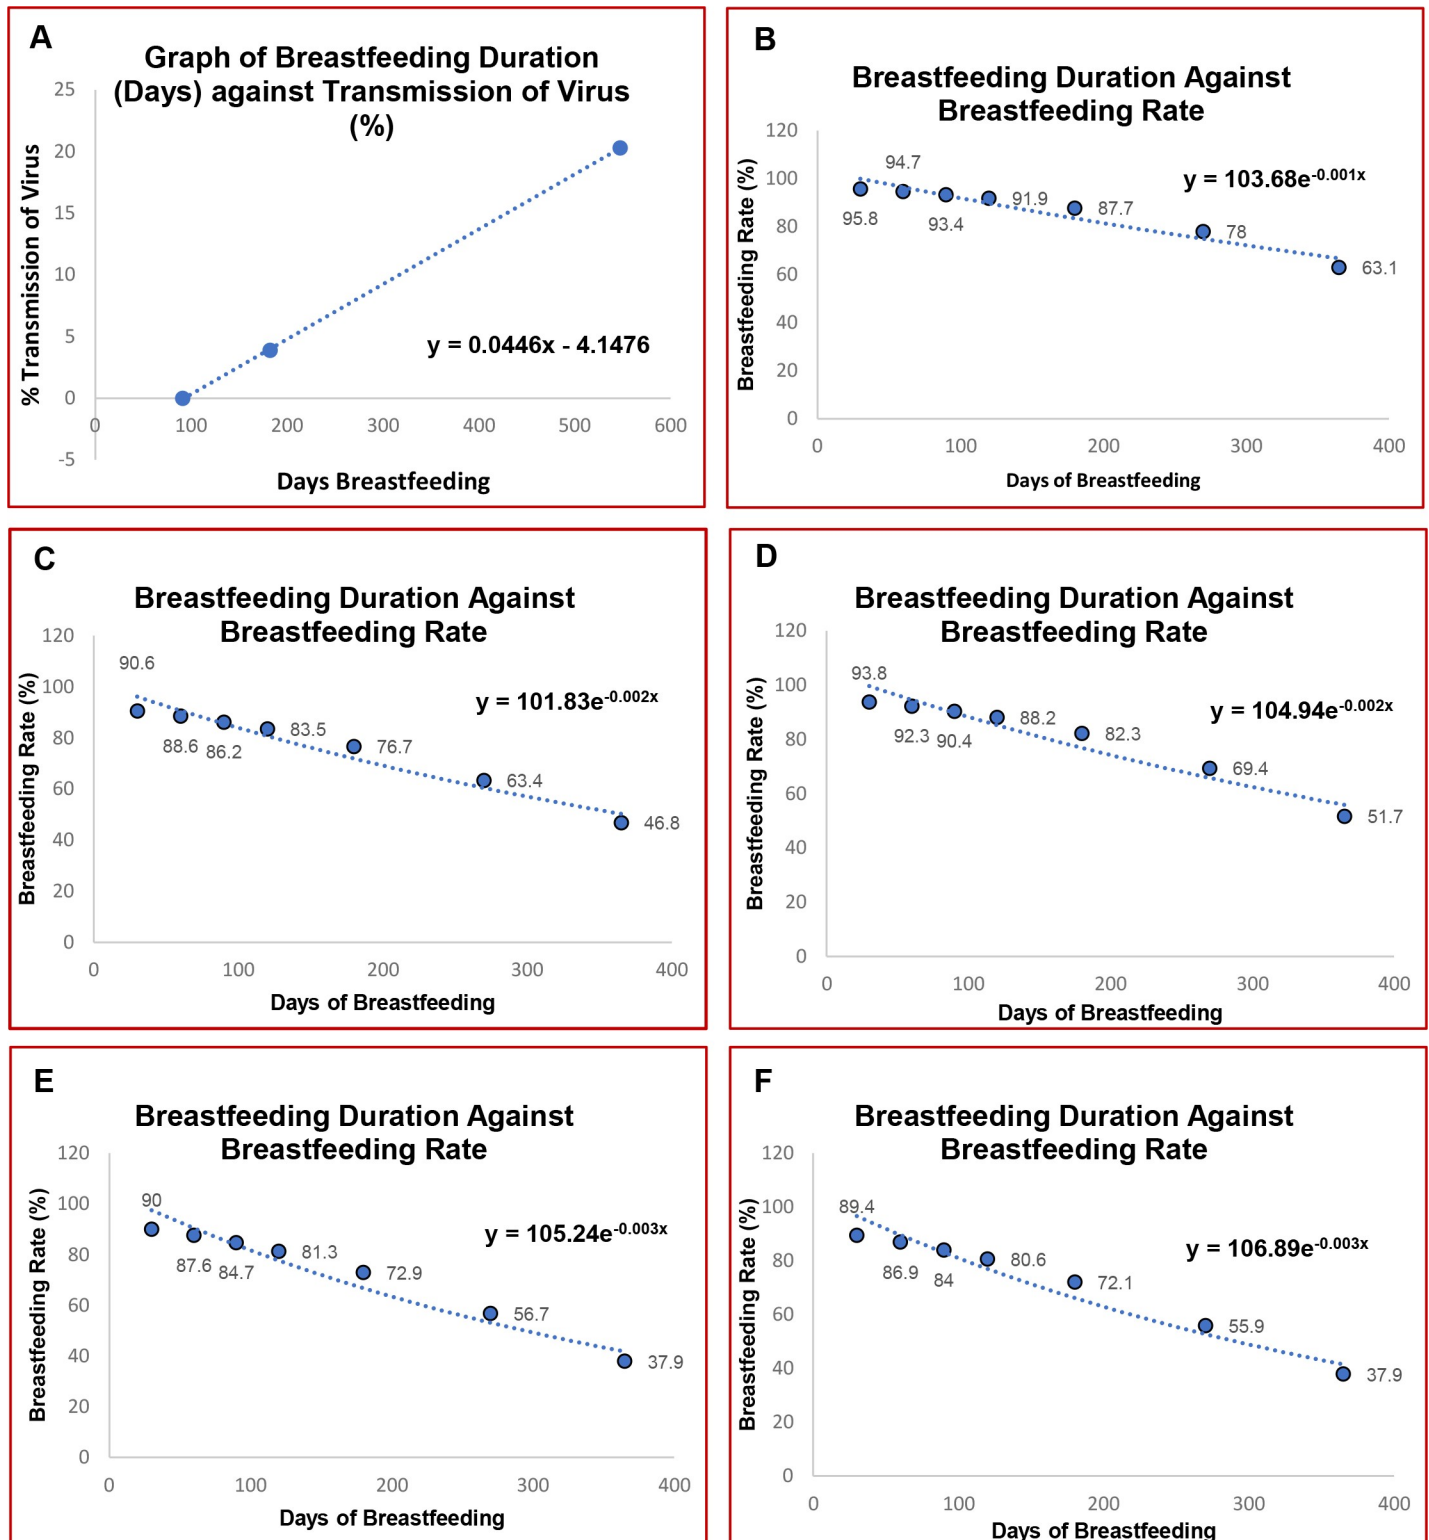 A
Graph of Breastfeeding Duration
(Days) against Transmission of Virus
(%)
% Transmission of Virus
25
20
15
10
5
0
-5
y = 0.0446x - 4.1476
0 100 200 300 400 500 600
Days Breastfeeding
B
Breastfeeding Duration Against
Breastfeeding Rate
Breastfeeding Rate (%)
120
100
80
60
40
20
0
y = 103.68e-0.001x
95.8
94.7
93.4
91.9
87.7
78
63.1
0 100 200 300 400
Days of Breastfeeding
C
Breastfeeding Duration Against
Breastfeeding Rate
Breastfeeding Rate (%)
120
100
80
60
40
20
0
y = 101.83e-0.002x
90.6
88.6
86.2
83.5
76.7
63.4
46.8
0 100 200 300 400
Days of Breastfeeding
D
Breastfeeding Duration Against
Breastfeeding Rate
Breastfeeding Rate (%)
120
100
80
60
40
20
0
y = 104.94e-0.002x
93.8
92.3
90.4
88.2
82.3
69.4
51.7
0 100 200 300 400
Days of Breastfeeding
E
Breastfeeding Duration Against
Breastfeeding Rate
Breastfeeding Rate (%)
120
100
80
60
40
20
0
y = 105.24e-0.003x
90
87.6
84.7
81.3
72.9
56.7
37.9
0 100 200 300 400
Days of Breastfeeding
F
Breastfeeding Duration Against
Breastfeeding Rate
Breastfeeding Rate (%)
120
100
80
60
40
20
0
y = 106.89e-0.003x
89.4
86.9
84
80.6
72.1
55.9
37.9
0 100 200 300 400
Days of Breastfeeding